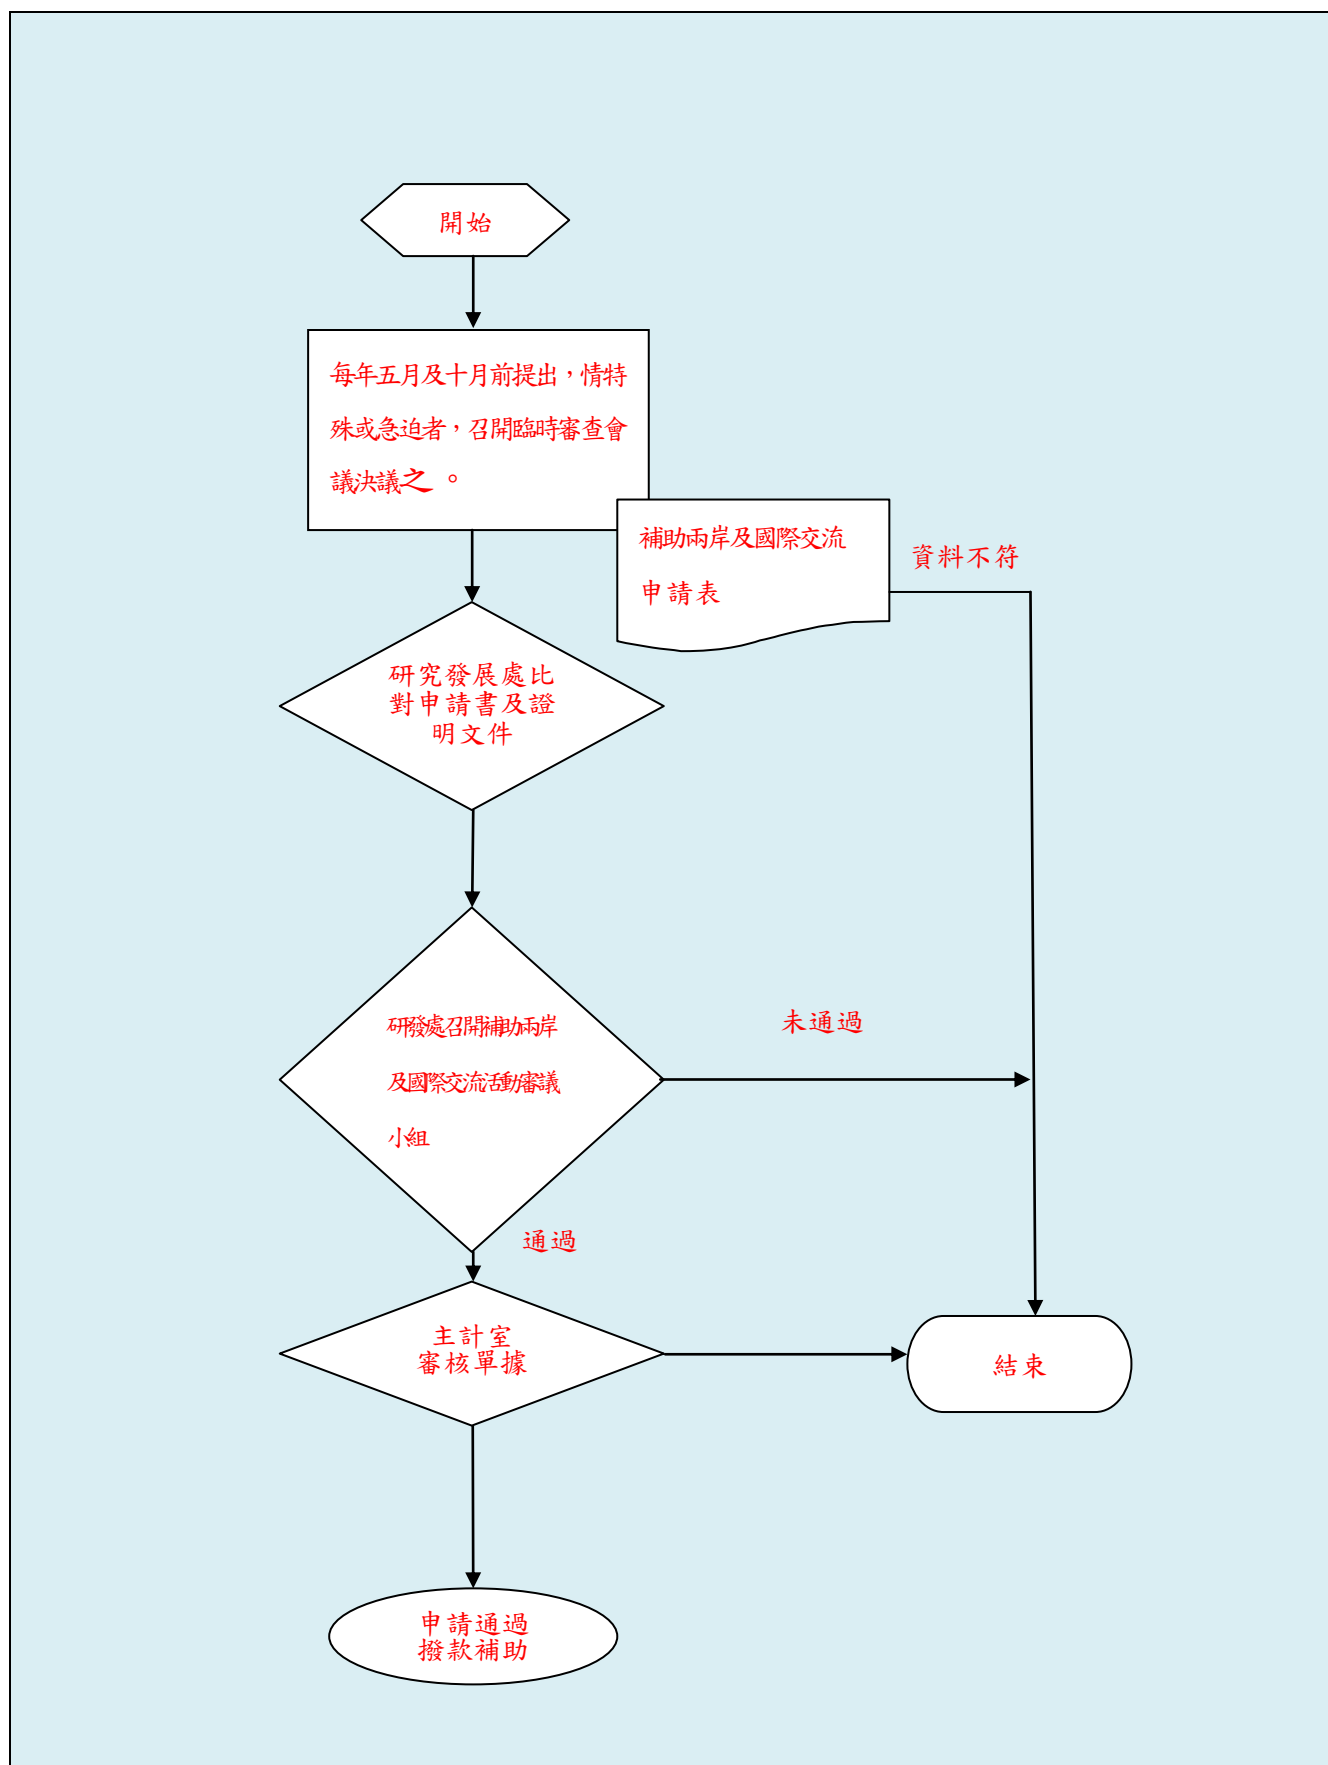 開始
每年五月及十月前提出，情特
殊或急迫者，召開臨時審查會
議決議之。
補助兩岸及國際交流
申請表
資料不符
研究發展處比
對申請書及證
明文件
研發處召開補助兩岸
及國際交流活動審議
小組
未通過
通過
主計室
審核單據
結束
申請通過
撥款補助